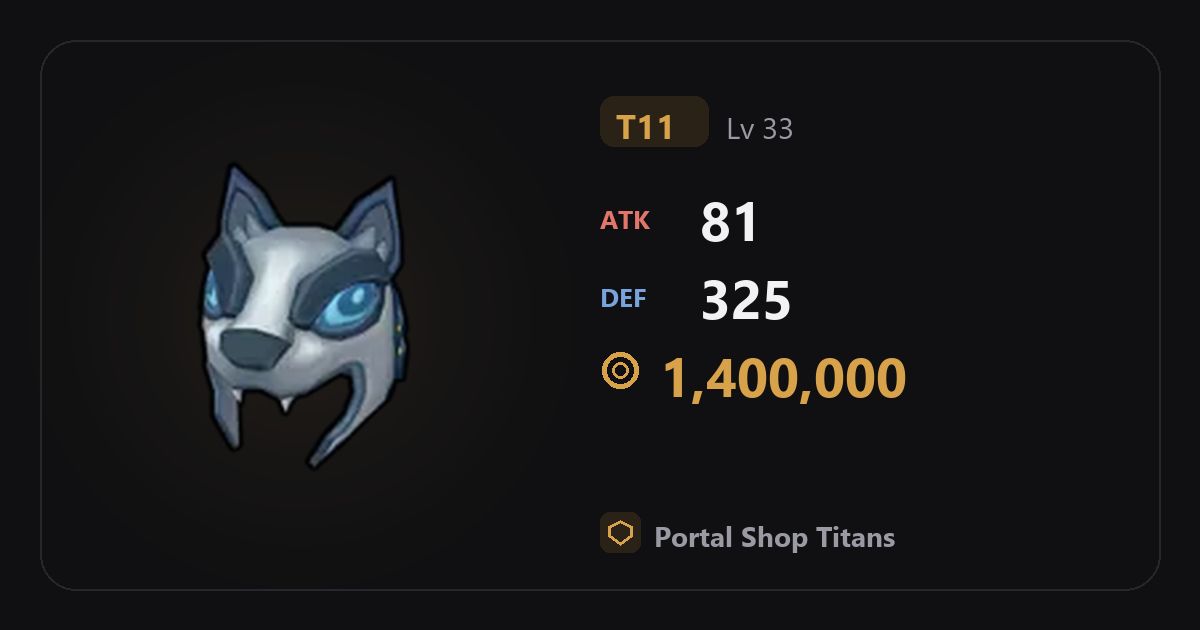 T11 Lv 33
ATK 81
DEF 325
1,400,000
Portal Shop Titans